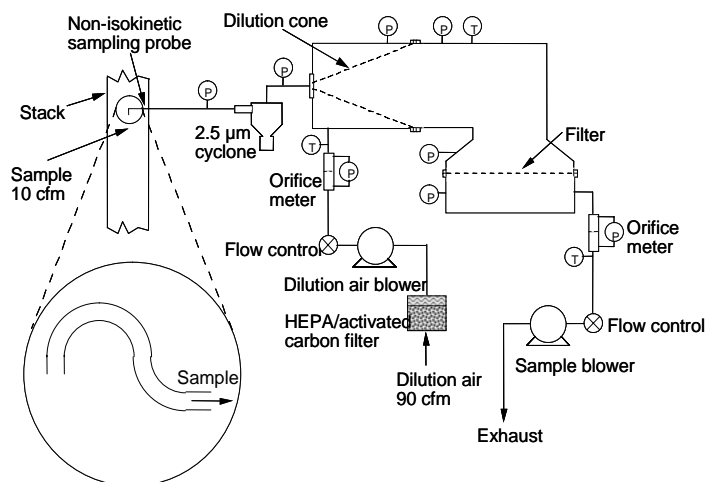 Non-isokinetic
sampling probe
Dilution cone
P
P
T
P
P
Stack
2.5 µm
cyclone
Sample
10 cfm
T
P
Filter
P
P
Orifice
meter
P
Orifice
meter
T
Flow control
Dilution air blower
HEPA/activated
carbon filter
Flow control
Sample blower
Sample
Dilution air
90 cfm
Exhaust